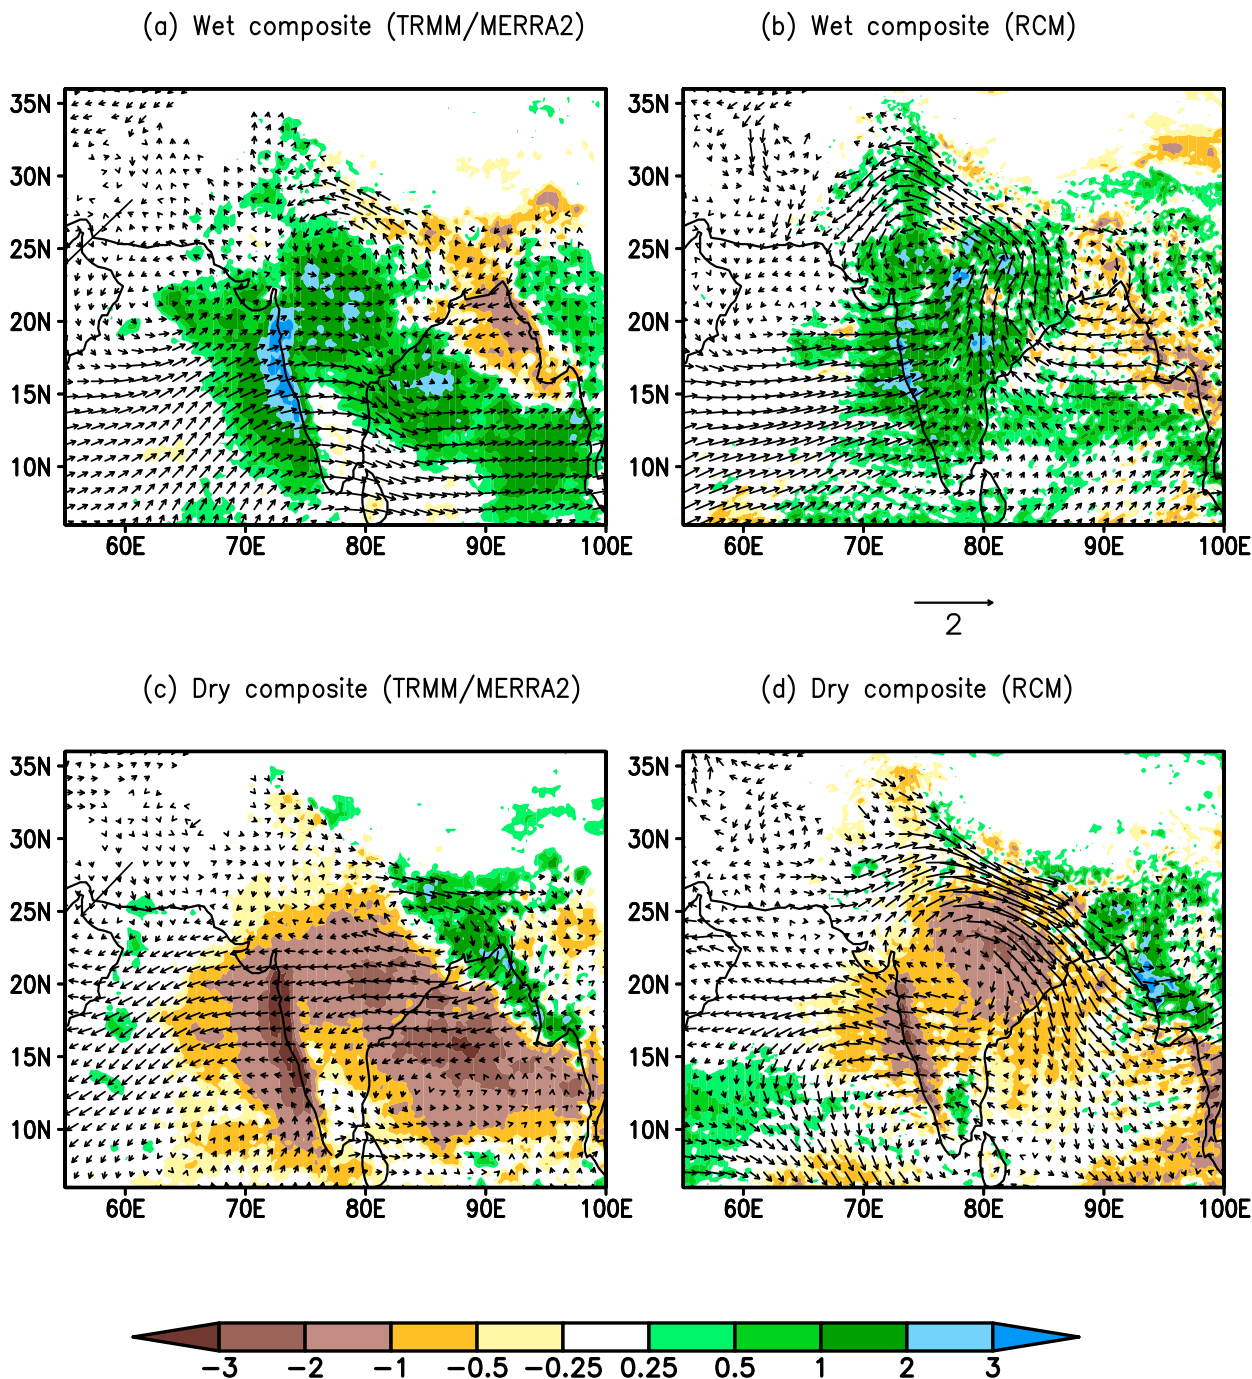 (a) Wet composite (TRMM/MERRA2)
(b) Wet composite (RCM)
35N
30N
25N
20N
15N
10N
60E 70E 80E 90E 100E
35N
30N
25N
20N
15N
10N
60E 70E 80E 90E 100E
2
(c) Dry composite (TRMM/MERRA2)
(d) Dry composite (RCM)
35N
30N
25N
20N
15N
10N
60E 70E 80E 90E 100E
35N
30N
25N
20N
15N
10N
60E 70E 80E 90E 100E
−3 −2 −1 −0.5 −0.25 0.25 0.5 1 2 3